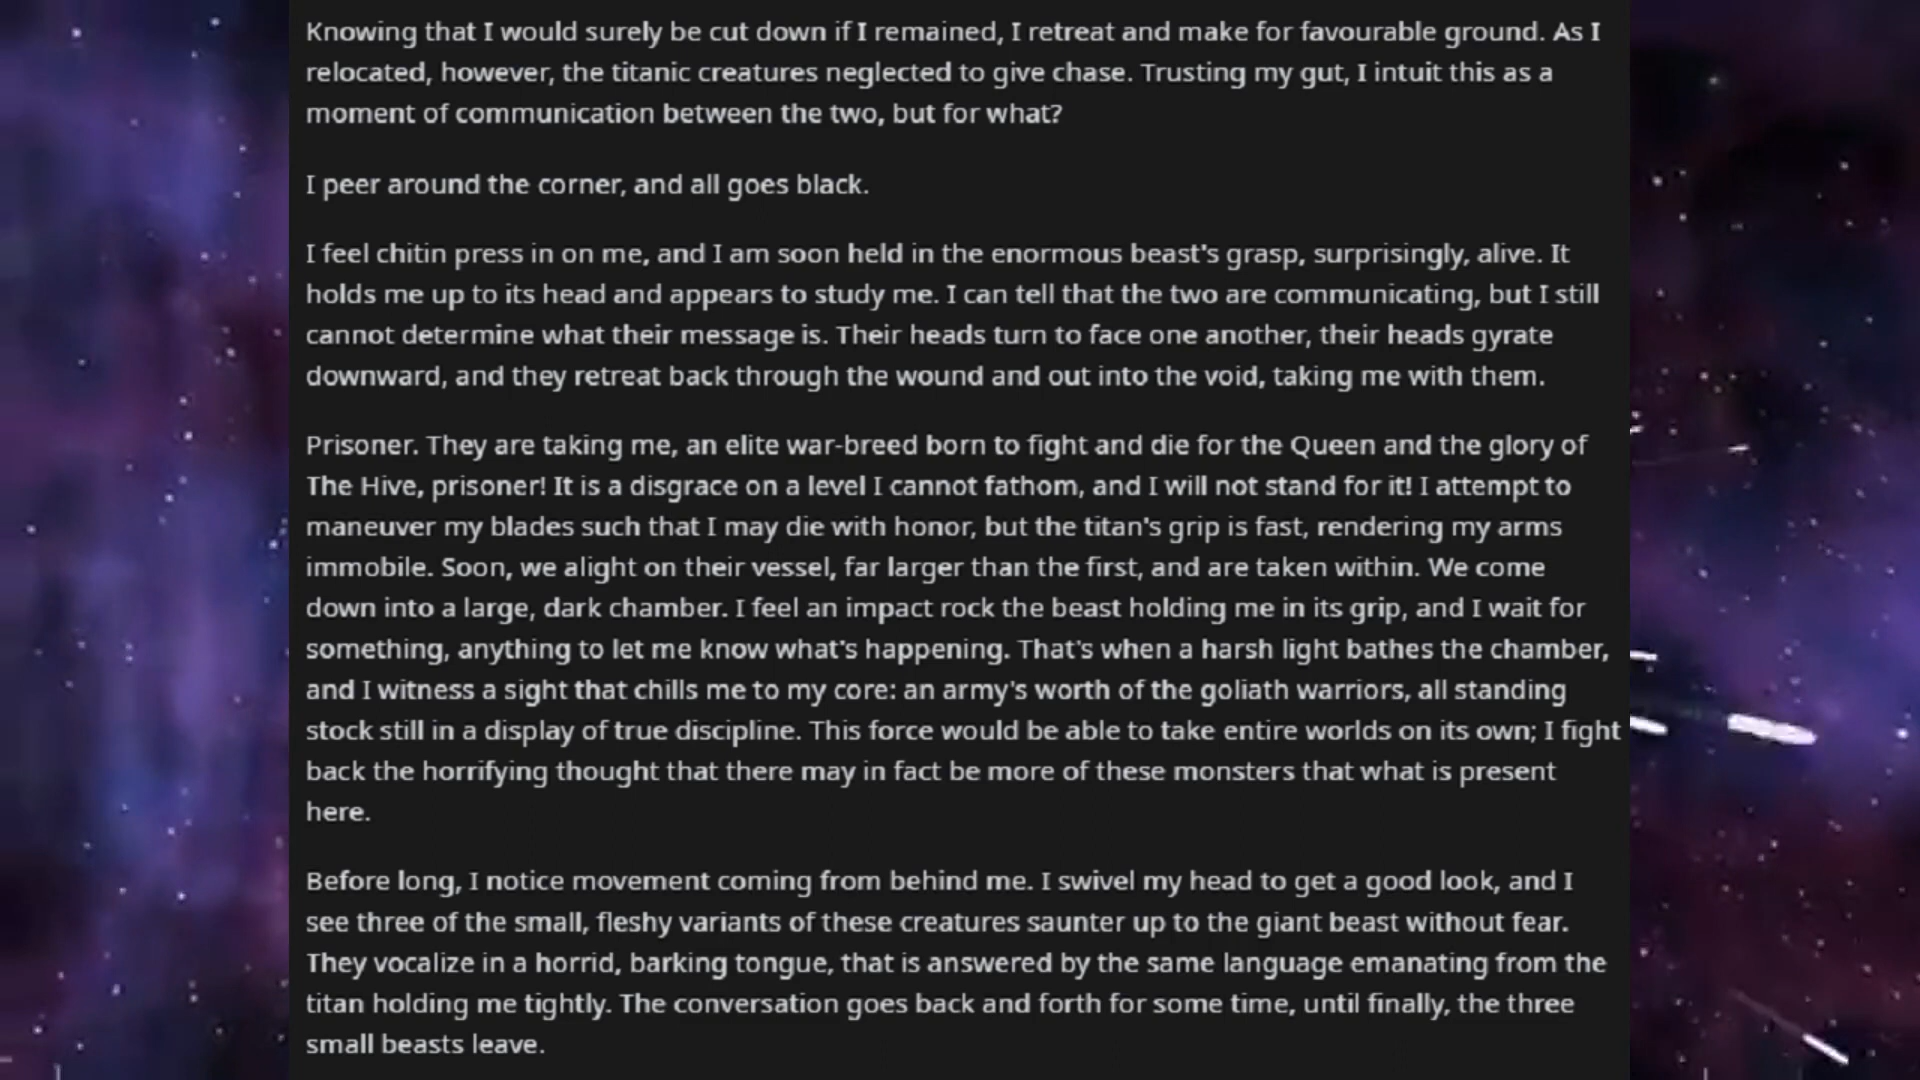 Knowing that I would surely be cut down if I remained, I retreat and make for favourable ground. As I
relocated, however, the titanic creatures neglected to give chase. Trusting my gut, I intuit this as a
moment of communication between the two, but for what?
I peer around the corner, and all goes black.
I feel chitin press in on me, and I am soon held in the enormous beast's grasp, surprisingly, alive. It
holds me up to its head and appears to study me. I can tell that the two are communicating, but I still
cannot determine what their message is. Their heads turn to face one another, their heads gyrate
downward, and they retreat back through the wound and out into the void, taking me with them.
Prisoner. They are taking me, an elite war-breed born to fight and die for the Queen and the glory of
The Hive, prisoner! It is a disgrace on a level I cannot fathom, and I will not stand for it! I attempt to
maneuver my blades such that I may die with honor, but the titan's grip is fast, rendering my arms
immobile. Soon, we alight on their vessel, far larger than the first, and are taken within. We come
down into a large, dark chamber. I feel an impact rock the beast holding me in its grip, and I wait for
something, anything to let me know what's happening. That's when a harsh light bathes the chamber,
and I witness a sight that chills me to my core: an army's worth of the goliath warriors, all standing
stock still in a display of true discipline. This force would be able to take entire worlds on its own; I fight
back the horrifying thought that there may in fact be more of these monsters that what is present
here.
Before long, I notice movement coming from behind me. I swivel my head to get a good look, and I
see three of the small, fleshy variants of these creatures saunter up to the giant beast without fear.
They vocalize in a horrid, barking tongue, that is answered by the same language emanating from the
titan holding me tightly. The conversation goes back and forth for some time, until finally, the three
small beasts leave.